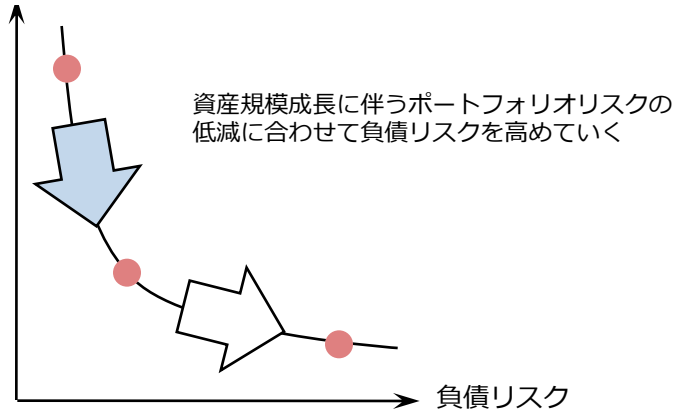 資産規模成長に伴うポートフォリオリスクの
低減に合わせて負債リスクを高めていく
負債リスク